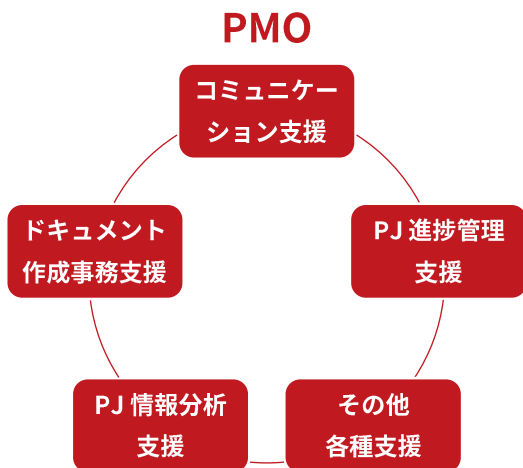 PMO
コミュニケー
ション支援
ドキュメント
作成事務支援
PJ 進捗管理
支援
PJ 情報分析
支援
その他
各種支援